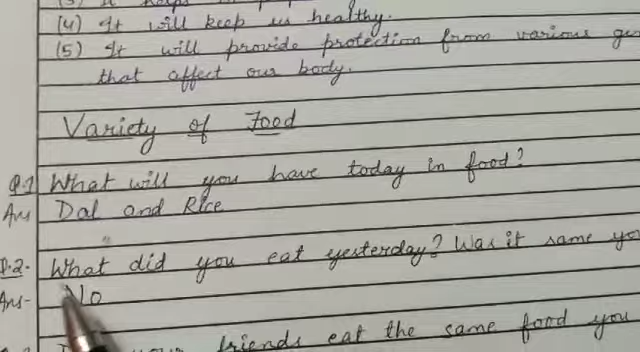 (4) It will keep us healthy.
(5) It will provide protection from various
that affect our body.
Variety of Food
Q.1 What will you have today in food?
Ans Dal and Rice
Q.2. What did you eat yesterday? Was it same
Ans- No
friends eat the same food you